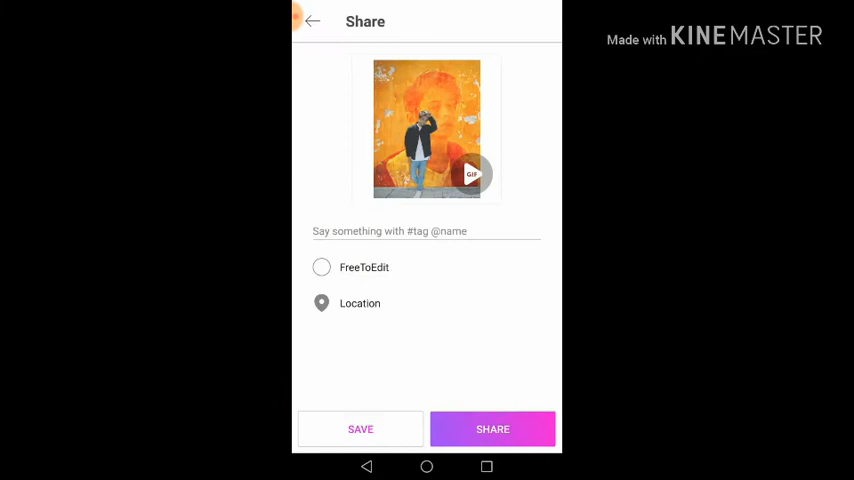 Share
Made with KINEMASTER
GIF
Say something with #tag @name
FreeToEdit
Location
SAVE
SHARE